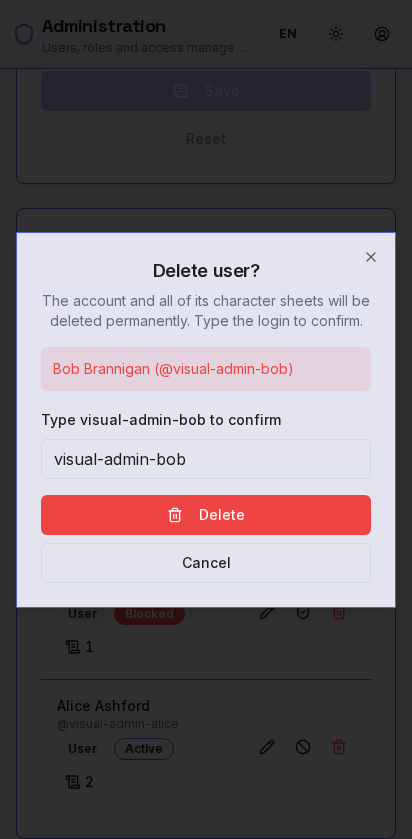 Administration
Users, roles and access manage...
EN
Save
Reset
Delete user?
The account and all of its character sheets will be
deleted permanently. Type the login to confirm.
Bob Brannigan (@visual-admin-bob)
Type visual-admin-bob to confirm
visual-admin-bob
Delete
Cancel
User
Blocked
1
Alice Ashford
@visual-admin-alice
User
Active
2